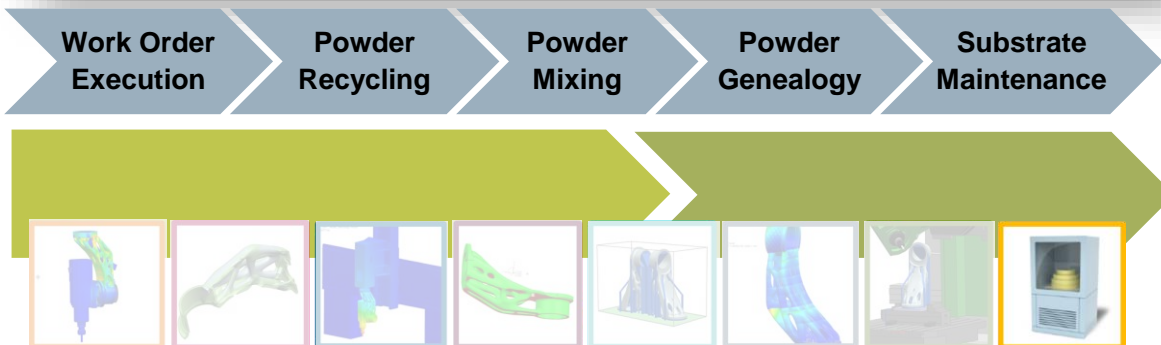 Work Order
Execution
Powder
Recycling
Powder
Mixing
Powder
Genealogy
Substrate
Maintenance